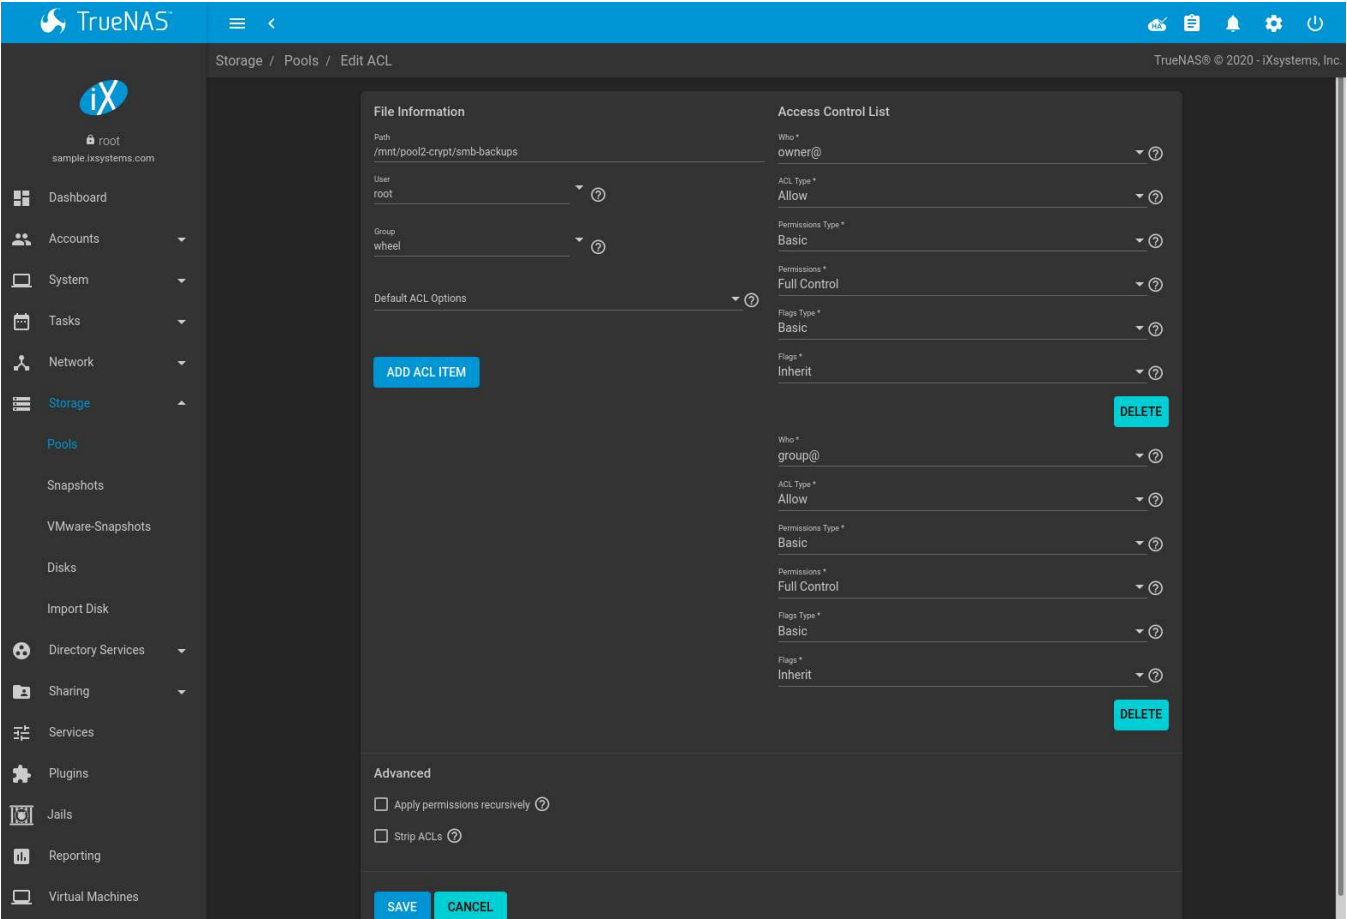 TrueNAS
HA
Storage / Pools / Edit ACL
TrueNAS® © 2020 - iXsystems, Inc.
iX
root
sample.ixsystems.com
Dashboard
Accounts
System
Tasks
Network
Storage
Pools
Snapshots
VMware-Snapshots
Disks
Import Disk
Directory Services
Sharing
Services
Plugins
Jails
Reporting
Virtual Machines
File Information
Path
/mnt/pool2-crypt/smb-backups
User
root
Group
wheel
Default ACL Options
ADD ACL ITEM
Access Control List
Who *
owner@
ACL Type *
Allow
Permissions Type *
Basic
Permissions *
Full Control
Flags Type *
Basic
Flags *
Inherit
DELETE
Who *
group@
ACL Type *
Allow
Permissions Type *
Basic
Permissions *
Full Control
Flags Type *
Basic
Flags *
Inherit
DELETE
Advanced
Apply permissions recursively
Strip ACLs
SAVE
CANCEL